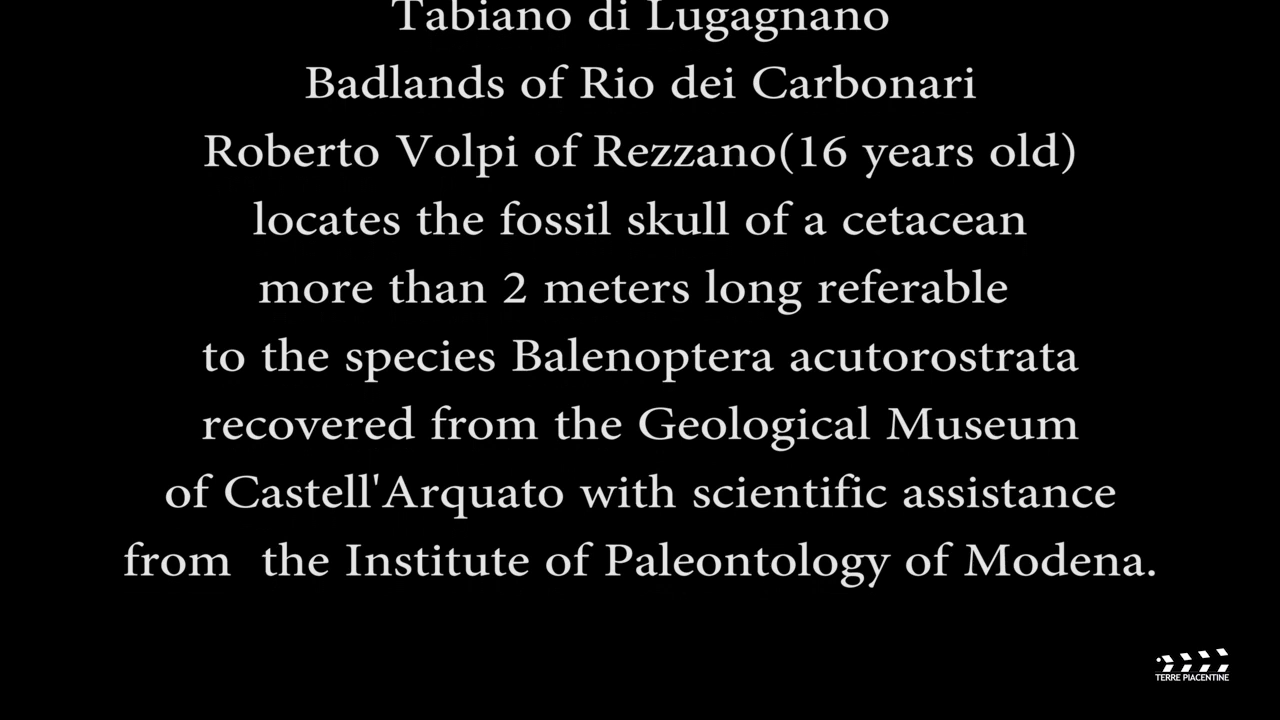 Tabiano di Lugagnano
Badlands of Rio dei Carbonari
Roberto Volpi of Rezzano(16 years old)
locates the fossil skull of a cetacean
more than 2 meters long referable
to the species Balenoptera acutorostrata
recovered from the Geological Museum
of Castell'Arquato with scientific assistance
from  the Institute of Paleontology of Modena.
TERRE PIACENTINE